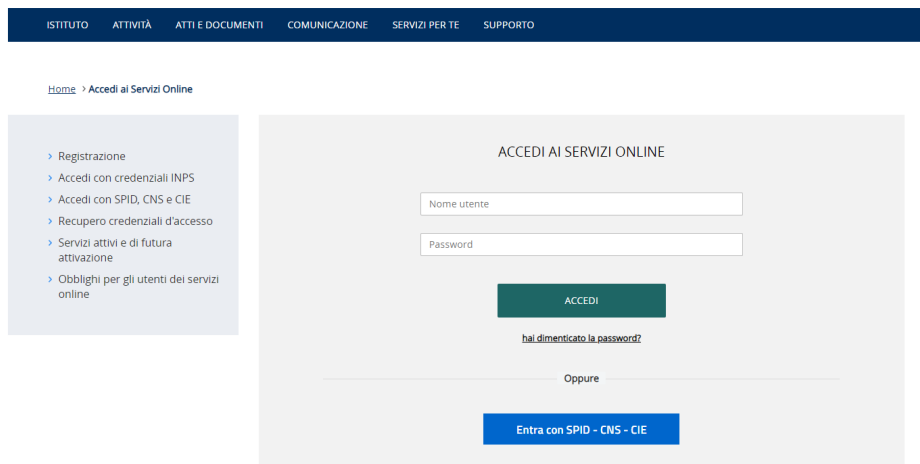 ISTITUTO ATTIVITÀ ATTI E DOCUMENTI COMUNICAZIONE SERVIZI PER TE SUPPORTO
Home > Accedi ai Servizi Online
> Registrazione
> Accedi con credenziali INPS
> Accedi con SPID, CNS e CIE
> Recupero credenziali d'accesso
> Servizi attivi e di futura
attivazione
> Obblighi per gli utenti dei servizi
online
ACCEDI AI SERVIZI ONLINE
Nome utente
Password
ACCEDI
hai dimenticato la password?
Oppure
Entra con SPID - CNS - CIE